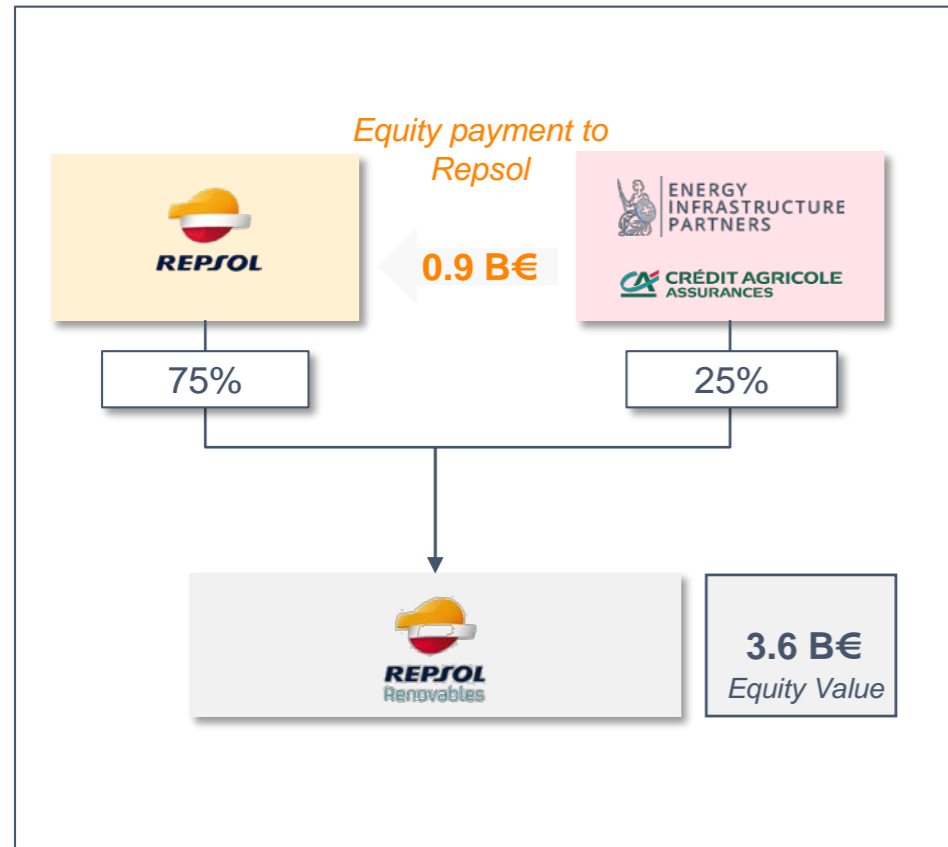 Equity payment to
Repsol
REPSOL
0.9 B€
ENERGY
INFRASTRUCTURE
PARTNERS
CA CRÉDIT AGRICOLE
ASSURANCES
75%
25%
REPSOL
Renovables
3.6 B€
Equity Value